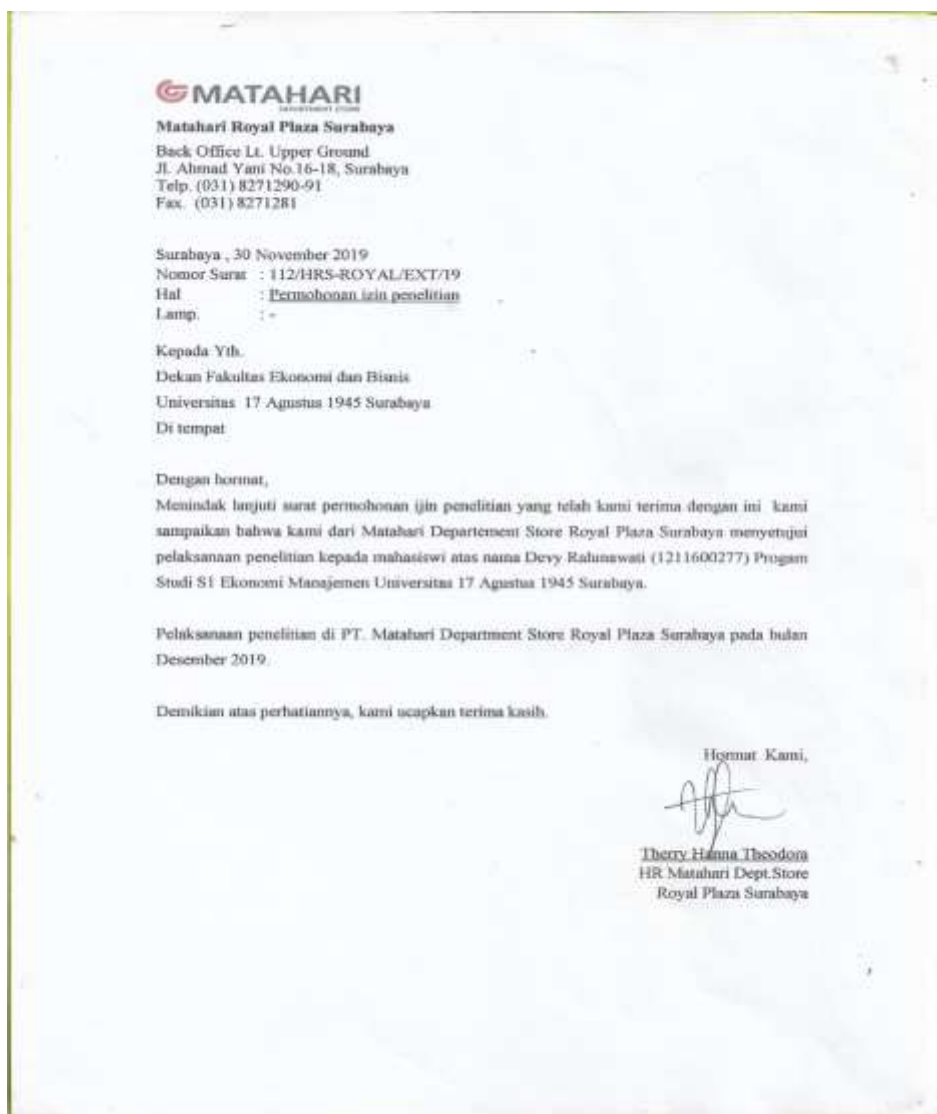 MATAHARI
DEPARTMENT STORE
Matahari Royal Plaza Surabaya
Back Office Lt. Upper Ground
Jl. Ahmad Yani No.16-18, Surabaya
Telp. (031) 8271290-91
Fax. (031) 8271281
Surabaya , 30 November 2019
Nomor Surat : 112/HRS-ROYAL/EXT/19
Hal : Permohonan izin penelitian
Lamp. : -
Kepada Yth.
Dekan Fakultas Ekonomi dan Bisnis
Universitas 17 Agustus 1945 Surabaya
Di tempat
Dengan hormat,
Menindak lanjuti surat permohonan ijin penelitian yang telah kami terima dengan ini kami
sampaikan bahwa kami dari Matahari Departement Store Royal Plaza Surabaya menyetujui
pelaksanaan penelitian kepada mahasiswi atas nama Devy Rahmawati (1211600277) Progam
Studi S1 Ekonomi Manajemen Universitas 17 Agustus 1945 Surabaya.
Pelaksanaan penelitian di PT. Matahari Department Store Royal Plaza Surabaya pada bulan
Desember 2019.
Demikian atas perhatiannya, kami ucapkan terima kasih.
Hormat Kami,
Therry Hanna Theodora
HR Matahari Dept.Store
Royal Plaza Surabaya